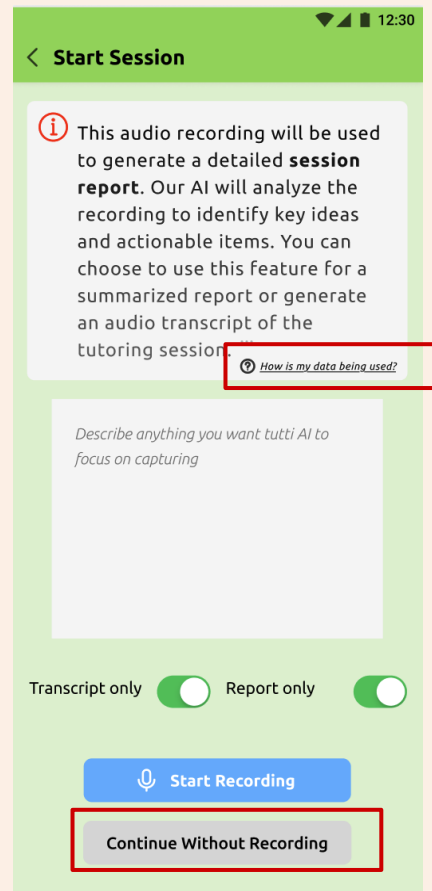 12:30
Start Session
This audio recording will be used
to generate a detailed session
report. Our AI will analyze the
recording to identify key ideas
and actionable items. You can
choose to use this feature for a
summarized report or generate
an audio transcript of the
tutoring session.
How is my data being used?
Describe anything you want tutti AI to
focus on capturing
Transcript only Report only
Start Recording
Continue Without Recording